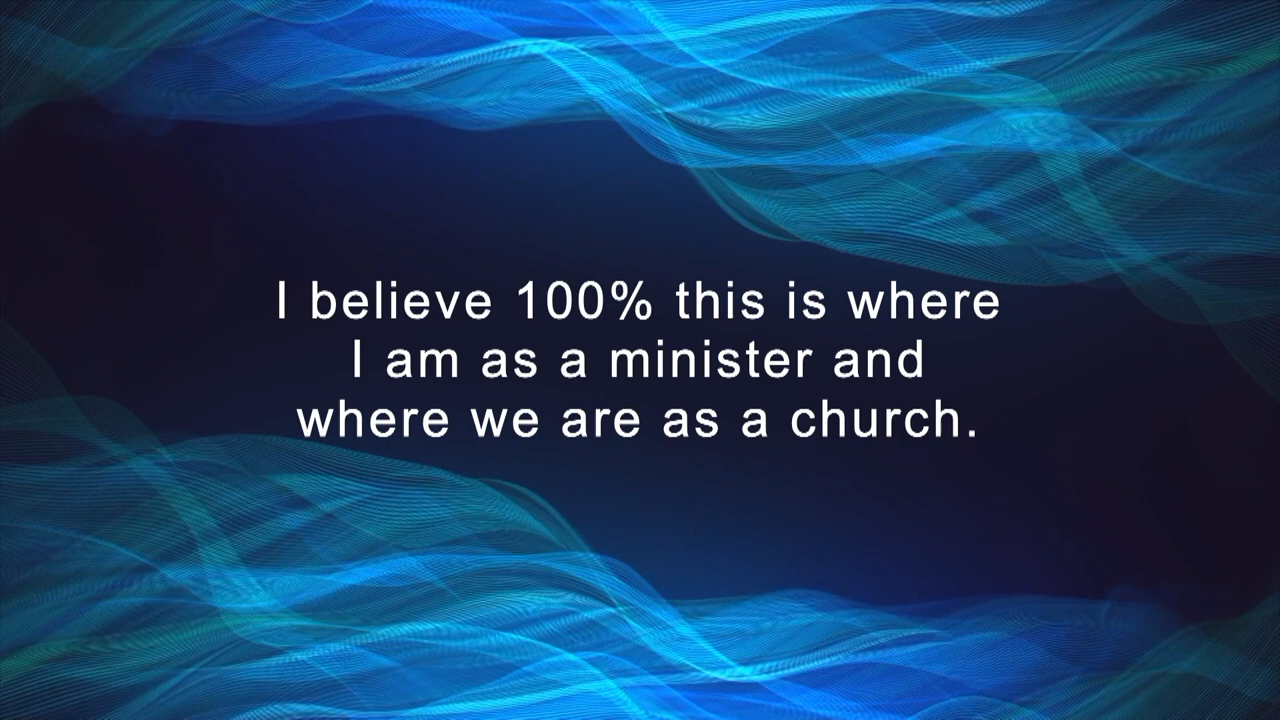 I believe 100% this is where
I am as a minister and
where we are as a church.